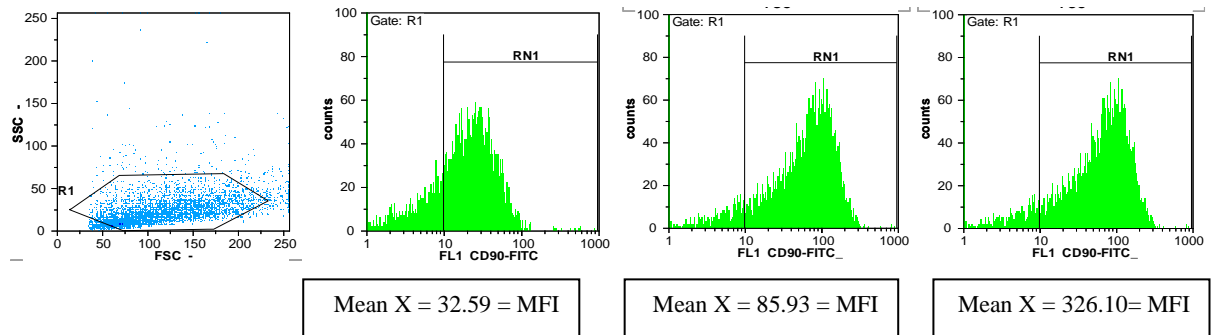 250
200
150
100
50
0
SSC -
R1
0 50 100 150 200 250
FSC -
100
80
60
40
20
0
counts
Gate: R1
RN1
1 10 100 1000
FL1 CD90-FITC
100
80
60
40
20
0
counts
Gate: R1
RN1
1 10 100 1000
FL1 CD90-FITC_
100
80
60
40
20
0
counts
Gate: R1
RN1
1 10 100 1000
FL1 CD90-FITC_
Mean X = 32.59 = MFI
Mean X = 85.93 = MFI
Mean X = 326.10= MFI